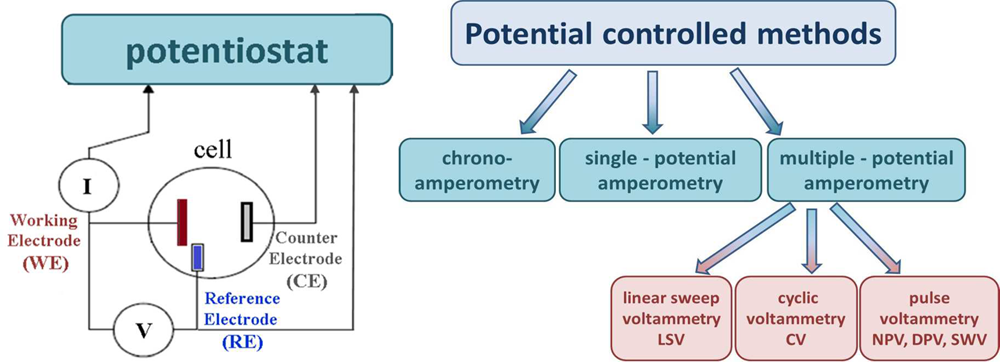 potentiostat
cell
I
Working
Electrode
(WE)
Counter
Electrode
(CE)
Reference
Electrode
(RE)
V
Potential controlled methods
chrono-
amperometry
single - potential
amperometry
multiple - potential
amperometry
linear sweep
voltammetry
LSV
cyclic
voltammetry
CV
pulse
voltammetry
NPV, DPV, SWV